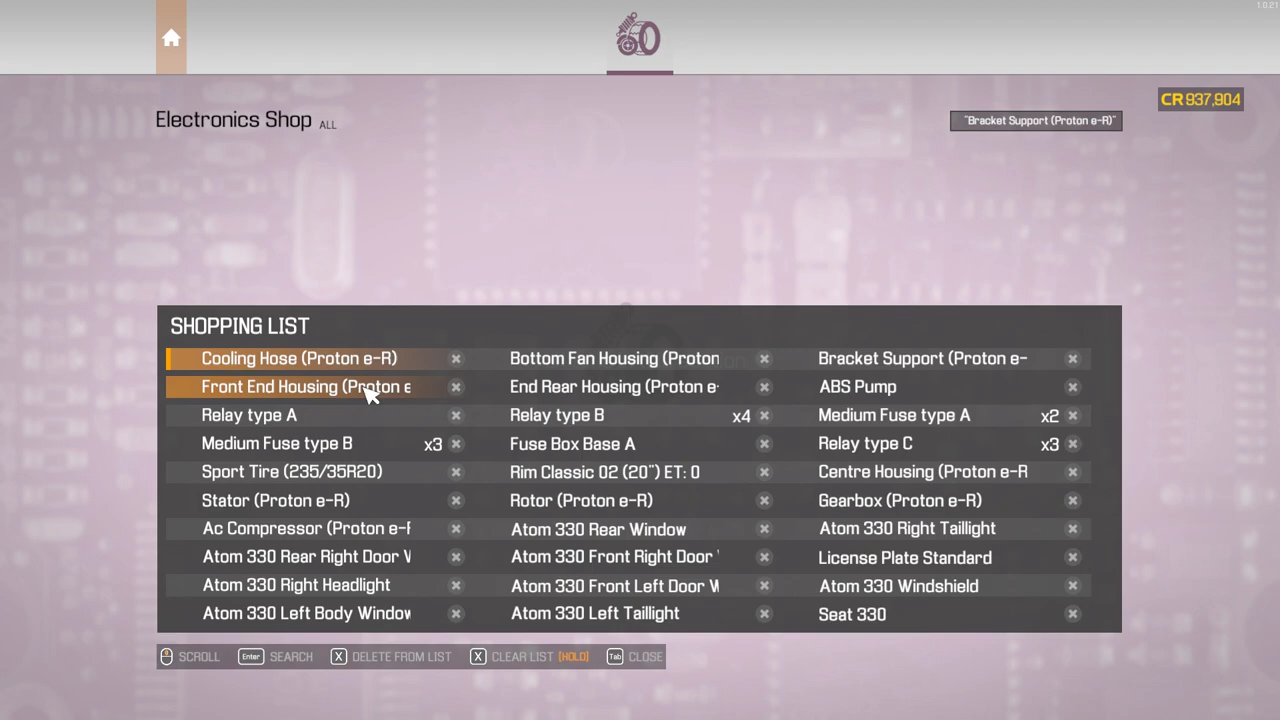 10:21
CR 937,904
Electronics Shop ALL
"Bracket Support (Proton e-R)"
SHOPPING LIST
Cooling Hose (Proton e-R) Bottom Fan Housing (Proton Bracket Support (Proton e-
Front End Housing (Proton e End Rear Housing (Proton e- ABS Pump
Relay type A Relay type B x4 Medium Fuse type A x2
Medium Fuse type B x3 Fuse Box Base A Relay type C x3
Sport Tire (235/35R20) Rim Classic 02 (20") ET: 0 Centre Housing (Proton e-R
Stator (Proton e-R) Rotor (Proton e-R) Gearbox (Proton e-R)
Ac Compressor (Proton e-R Atom 330 Rear Window Atom 330 Right Taillight
Atom 330 Rear Right Door Atom 330 Front Right Door License Plate Standard
Atom 330 Right Headlight Atom 330 Front Left Door W Atom 330 Windshield
Atom 330 Left Body Window Atom 330 Left Taillight Seat 330
SCROLL Enter SEARCH X DELETE FROM LIST X CLEAR LIST [HOLD] Tab CLOSE